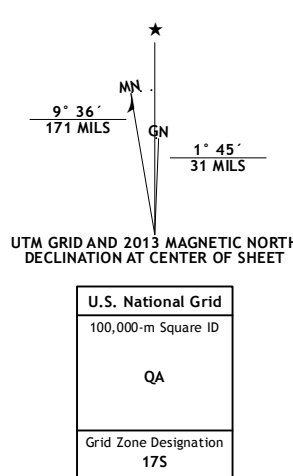 ★
MN
9° 36´
171 MILS
GN
1° 45´
31 MILS
UTM GRID AND 2013 MAGNETIC NORTH
DECLINATION AT CENTER OF SHEET
U.S. National Grid
100,000-m Square ID
QA
Grid Zone Designation
17S